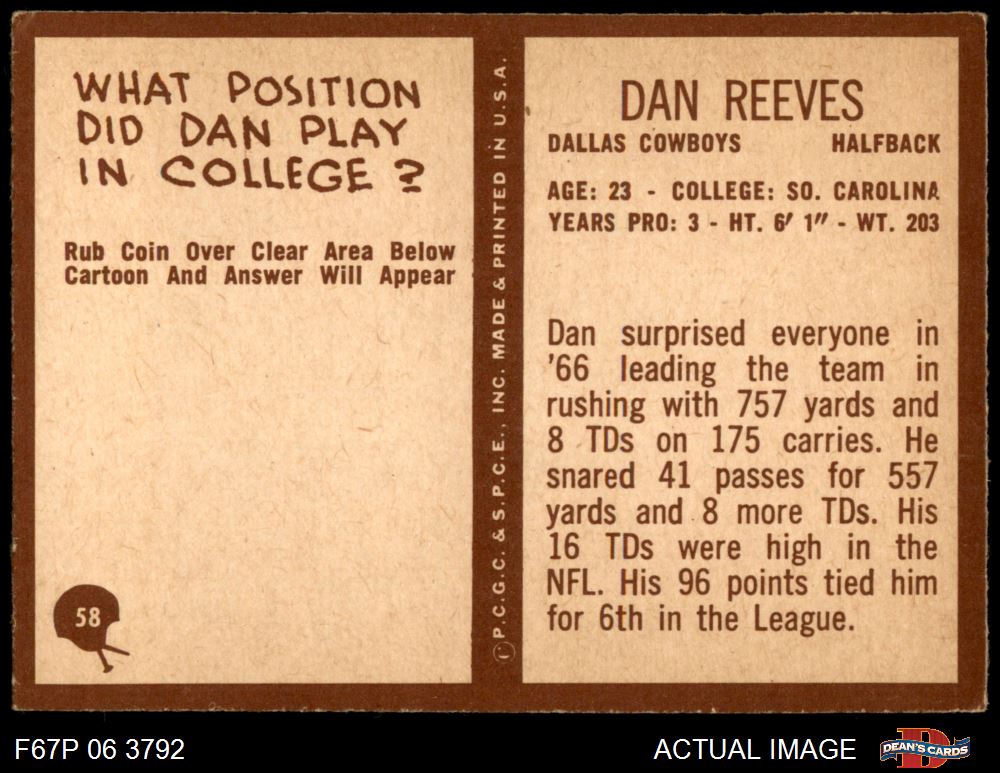 WHAT POSITION
DID DAN PLAY
IN COLLEGE ?
Rub Coin Over Clear Area Below
Cartoon And Answer Will Appear
58
© P.C.G.C. & S.P.C.E., INC. MADE & PRINTED IN U.S.A.
DAN REEVES
DALLAS COWBOYS HALFBACK
AGE: 23 - COLLEGE: SO. CAROLINA
YEARS PRO: 3 - HT. 6' 1" - WT. 203
Dan surprised everyone in
'66 leading the team in
rushing with 757 yards and
8 TDs on 175 carries. He
snared 41 passes for 557
yards and 8 more TDs. His
16 TDs were high in the
NFL. His 96 points tied him
for 6th in the League.
F67P 06 3792
ACTUAL IMAGE
DEAN'S CARDS